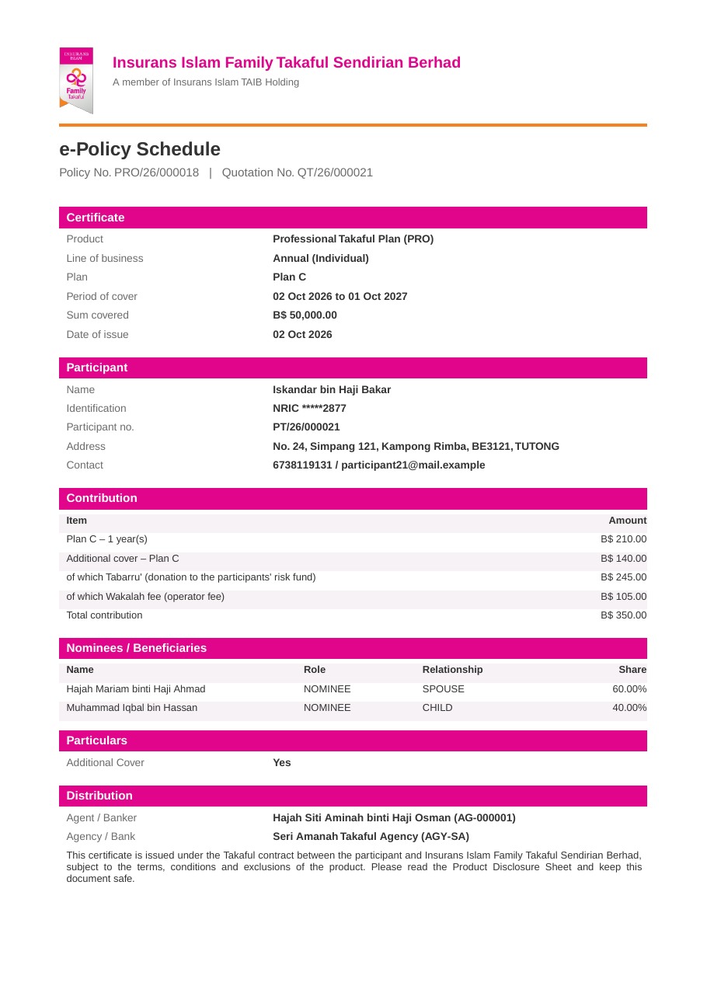 INSURANS
ISLAM
Family
Takaful
Insurans Islam Family Takaful Sendirian Berhad
A member of Insurans Islam TAIB Holding
e-Policy Schedule
Policy No. PRO/26/000018 | Quotation No. QT/26/000021
Certificate
Product Professional Takaful Plan (PRO)
Line of business Annual (Individual)
Plan Plan C
Period of cover 02 Oct 2026 to 01 Oct 2027
Sum covered B$ 50,000.00
Date of issue 02 Oct 2026
Participant
Name Iskandar bin Haji Bakar
Identification NRIC *****2877
Participant no. PT/26/000021
Address No. 24, Simpang 121, Kampong Rimba, BE3121, TUTONG
Contact 6738119131 / participant21@mail.example
Contribution
Item Amount
Plan C – 1 year(s) B$ 210.00
Additional cover – Plan C B$ 140.00
of which Tabarru' (donation to the participants' risk fund) B$ 245.00
of which Wakalah fee (operator fee) B$ 105.00
Total contribution B$ 350.00
Nominees / Beneficiaries
Name Role Relationship Share
Hajah Mariam binti Haji Ahmad NOMINEE SPOUSE 60.00%
Muhammad Iqbal bin Hassan NOMINEE CHILD 40.00%
Particulars
Additional Cover Yes
Distribution
Agent / Banker Hajah Siti Aminah binti Haji Osman (AG-000001)
Agency / Bank Seri Amanah Takaful Agency (AGY-SA)
This certificate is issued under the Takaful contract between the participant and Insurans Islam Family Takaful Sendirian Berhad,
subject to the terms, conditions and exclusions of the product. Please read the Product Disclosure Sheet and keep this
document safe.